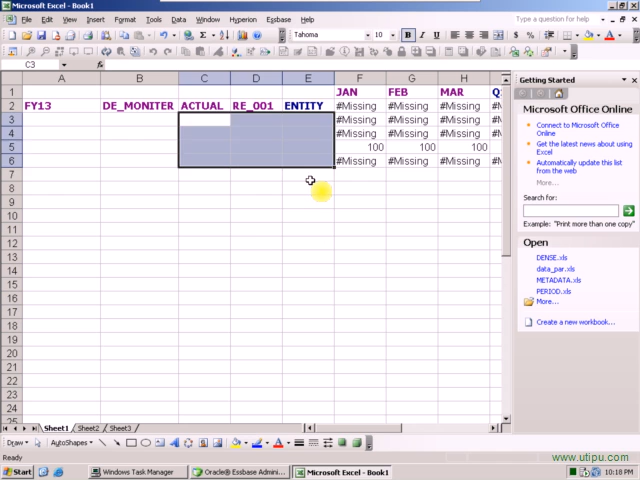 Microsoft Excel - Book1
File Edit View Insert Format Tools Data Window Hyperion Essbase Help
Type a question for help
Tahoma 10 B I U $ %
C3 fx
A B C D E F G H
1 JAN FEB MAR
2 FY13 DE_MONITER ACTUAL RE_001 ENTITY #Missing #Missing #Missing
3 #Missing #Missing #Missing
4 #Missing #Missing #Missing
5 100 100 100
6 #Missing #Missing #Missing
7
8
9
10
11
12
13
14
15
16
17
18
19
20
21
22
23
24
25
Getting Started
Microsoft Office Online
Connect to Microsoft Office Online
Get the latest news about using Excel
Automatically update this list from the web
More...
Search for:
Example: "Print more than one copy"
Open
DENSE.xls
data_par.xls
METADATA.xls
PERIOD.xls
More...
Create a new workbook...
Sheet1 Sheet2 Sheet3
Draw AutoShapes
Ready
www.utipu.com
Start Windows Task Manager Oracle® Essbase Admini... Microsoft Excel - Book1 10:18 PM